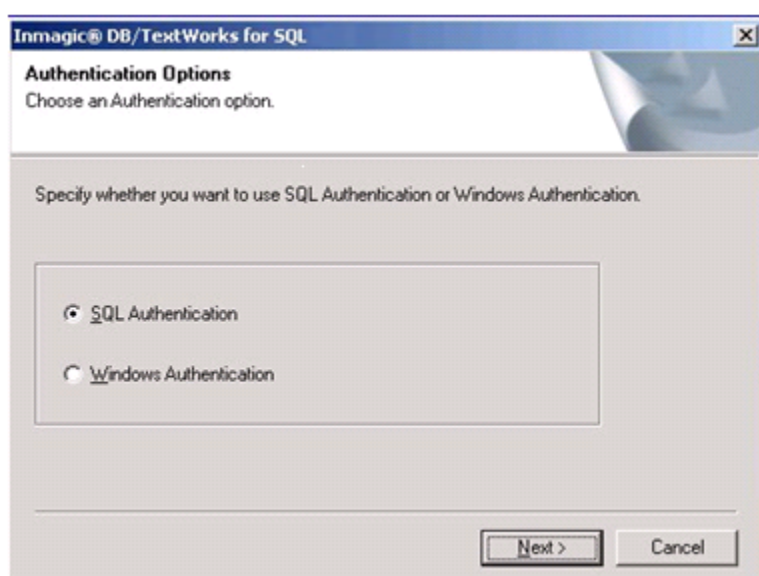 Inmagic® DB/TextWorks for SQL
Authentication Options
Choose an Authentication option.
Specify whether you want to use SQL Authentication or Windows Authentication.
SQL Authentication
Windows Authentication
Next >
Cancel